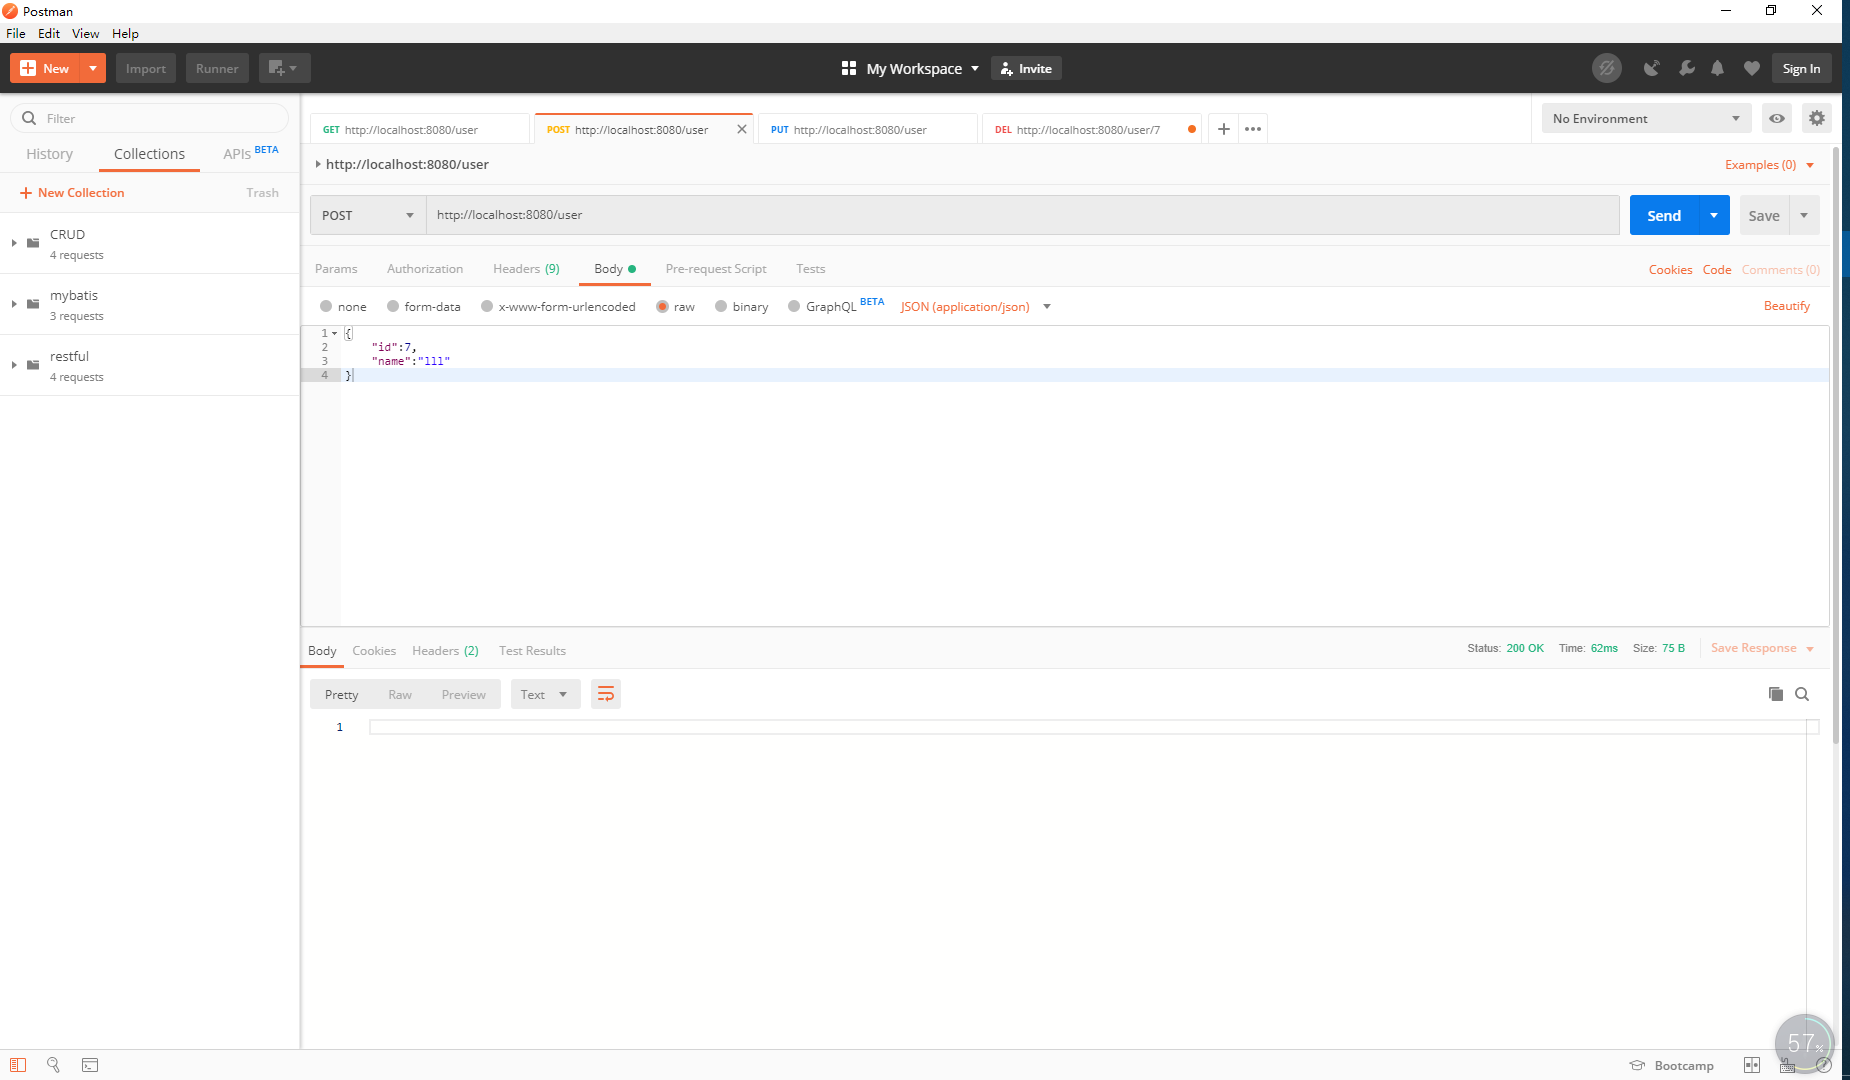 Postman
File Edit View Help
New Import Runner My Workspace Invite Sign In
Filter
History Collections APIs BETA
New Collection Trash
CRUD
4 requests
mybatis
3 requests
restful
4 requests
GET http://localhost:8080/user POST http://localhost:8080/user PUT http://localhost:8080/user DEL http://localhost:8080/user/7 No Environment
http://localhost:8080/user Examples (0)
POST http://localhost:8080/user Send Save
Params Authorization Headers (9) Body Pre-request Script Tests Cookies Code Comments (0)
none form-data x-www-form-urlencoded raw binary GraphQL BETA JSON (application/json) Beautify
1 {
2 "id":7,
3 "name":"lll"
4 }
Body Cookies Headers (2) Test Results Status: 200 OK Time: 62ms Size: 75 B Save Response
Pretty Raw Preview Text
1
57%
Bootcamp